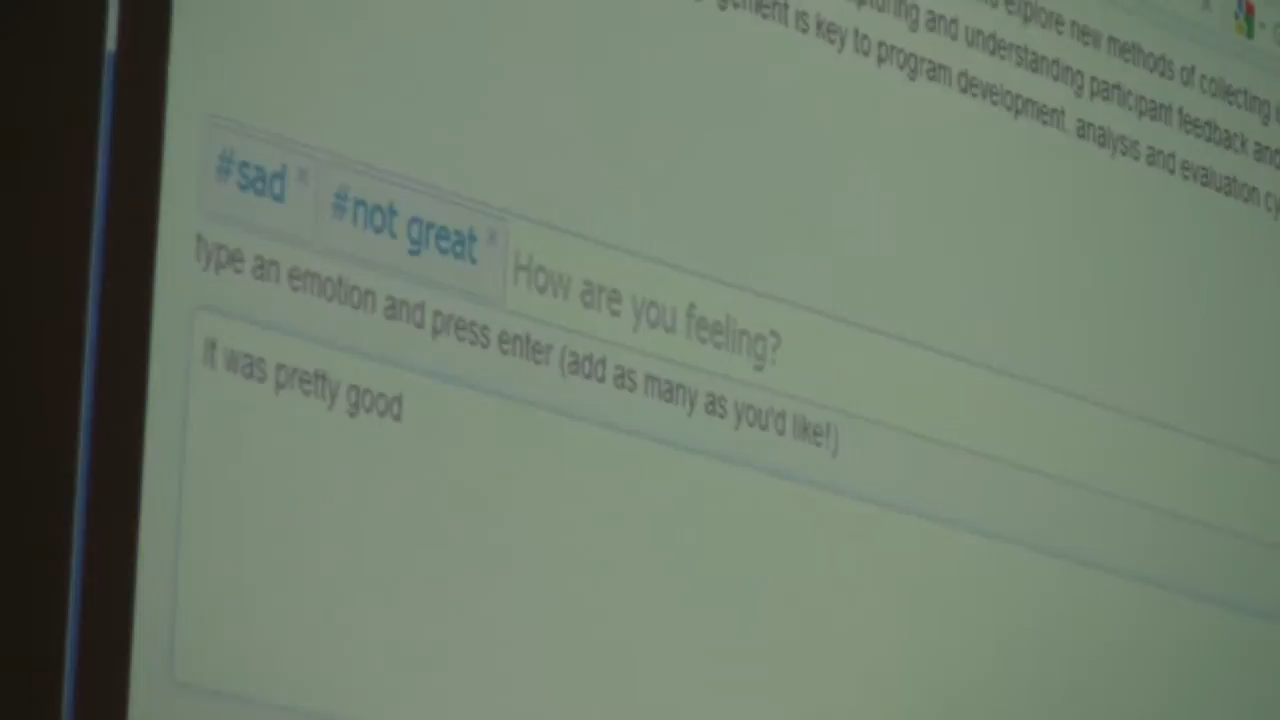 explore new methods of collecting
and understanding participant feedback and
is key to program development, analysis and evaluation
#sad × #not great × How are you feeling?
type an emotion and press enter (add as many as you'd like!)
It was pretty good